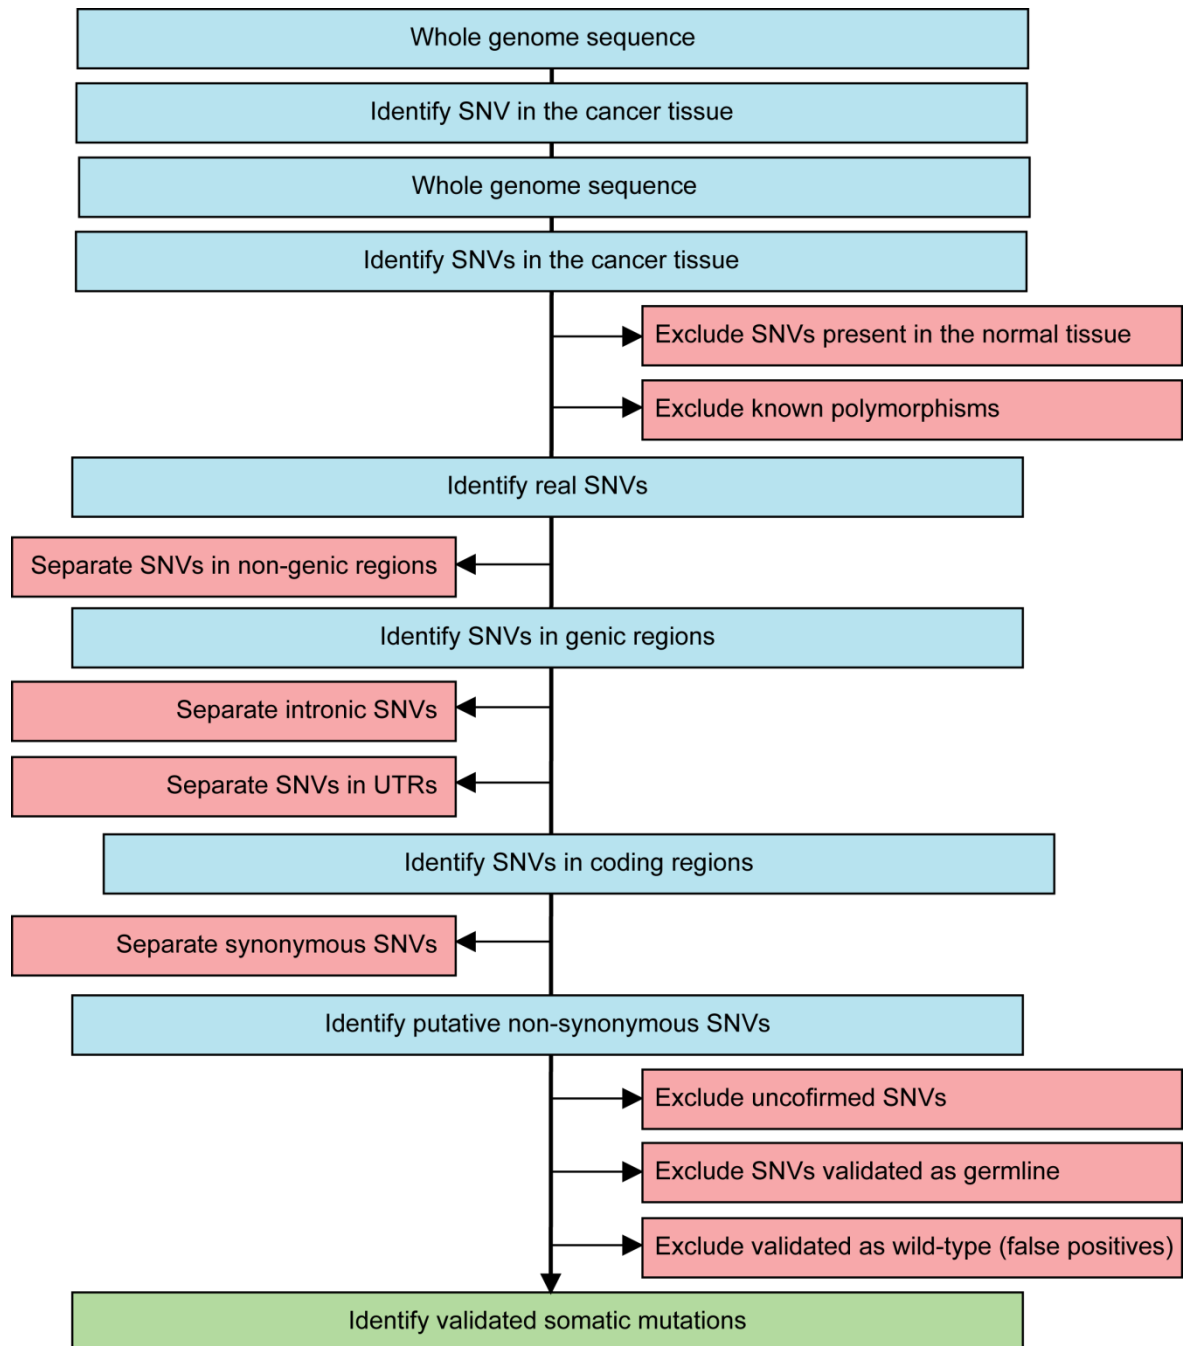 Whole genome sequence
Identify SNV in the cancer tissue
Whole genome sequence
Identify SNVs in the cancer tissue
Exclude SNVs present in the normal tissue
Exclude known polymorphisms
Identify real SNVs
Separate SNVs in non-genic regions
Identify SNVs in genic regions
Separate intronic SNVs
Separate SNVs in UTRs
Identify SNVs in coding regions
Separate synonymous SNVs
Identify putative non-synonymous SNVs
Exclude uncofirmed SNVs
Exclude SNVs validated as germline
Exclude validated as wild-type (false positives)
Identify validated somatic mutations